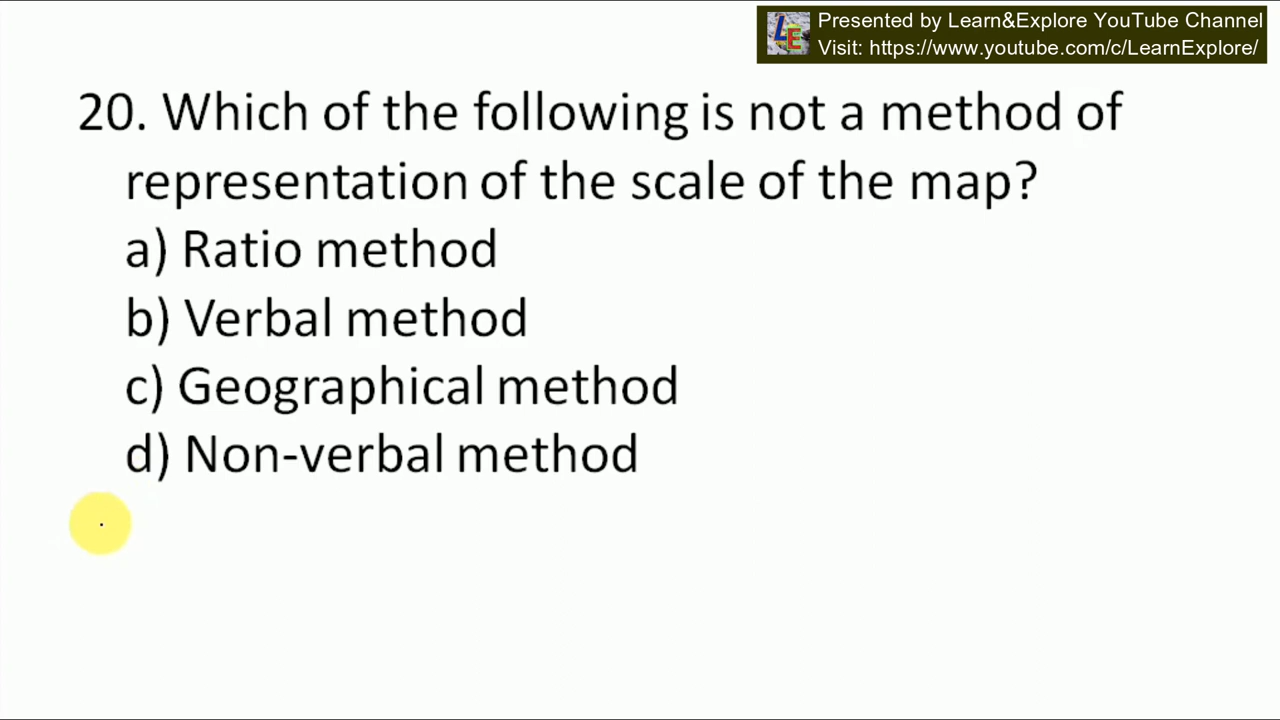 Presented by Learn&Explore YouTube Channel
Visit: https://www.youtube.com/c/LearnExplore/
LE
20. Which of the following is not a method of
representation of the scale of the map?
a) Ratio method
b) Verbal method
c) Geographical method
d) Non-verbal method